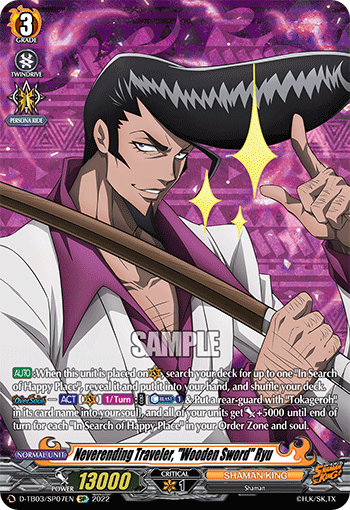 3
GRADE
TWINDRIVE
PERSONA RIDE
SAMPLE
AUTO :When this unit is placed on , search your deck for up to one "In Search
of Happy Place", reveal it and put it into your hand, and shuffle your deck.
OverSoul — ACT 1/Turn : & Put a rear-guard with "Tokageroh"
in its card name into your soul, and all of your units get +5000 until end of
turn for each "In Search of Happy Place" in your Order Zone and soul.
NORMAL UNIT Neverending Traveler, "Wooden Sword" Ryu
POWER 13000 CRITICAL 1 SHAMAN KING
Shaman
SHAMAN KING
D-TB03/SP07EN SP 2022 ©H,K/SK,TX